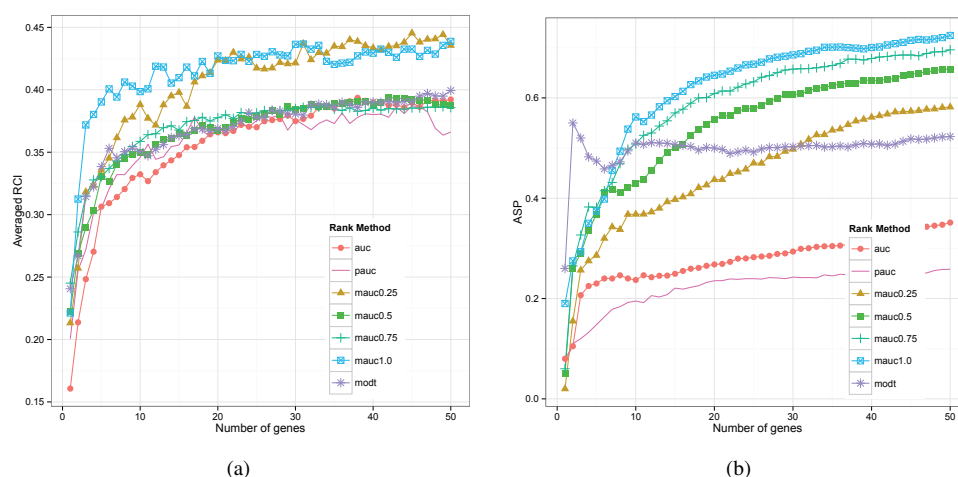 0.45
0.40
0.35
0.30
0.25
0.20
0.15
Averaged RCI
Rank Method
auc
pauc
mauc0.25
mauc0.5
mauc0.75
mauc1.0
modt
0 10 20 30 40 50
Number of genes
(a)
0.6
0.4
0.2
0.0
ASP
Rank Method
auc
pauc
mauc0.25
mauc0.5
mauc0.75
mauc1.0
modt
0 10 20 30 40 50
Number of genes
(b)